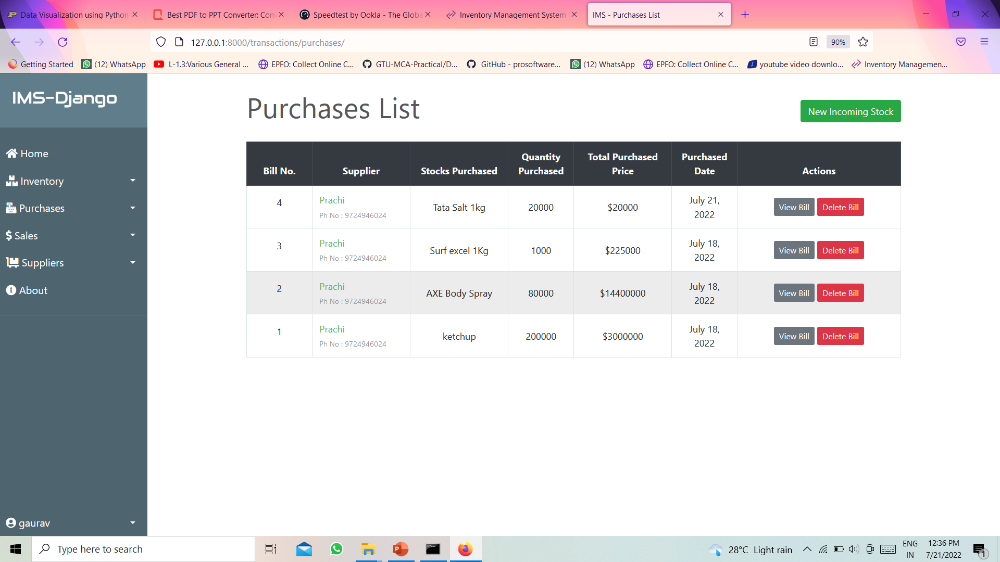 Data Visualization using Python
Best PDF to PPT Converter: Con
Speedtest by Ookla - The Globa
Inventory Management System
IMS - Purchases List
127.0.0.1:8000/transactions/purchases/
90%
Getting Started
(12) WhatsApp
L-1.3:Various General ...
EPFO: Collect Online C...
GTU-MCA-Practical/D...
GitHub - prosoftware...
(12) WhatsApp
EPFO: Collect Online C...
youtube video downlo...
Inventory Managemen...
IMS-Django
Home
Inventory
Purchases
Sales
Suppliers
About
gaurav
Purchases List
New Incoming Stock
Bill No.
Supplier
Stocks Purchased
Quantity
Purchased
Total Purchased
Price
Purchased
Date
Actions
4
Prachi
Ph No : 9724946024
Tata Salt 1kg
20000
$20000
July 21,
2022
View Bill
Delete Bill
3
Prachi
Ph No : 9724946024
Surf excel 1Kg
1000
$225000
July 18,
2022
View Bill
Delete Bill
2
Prachi
Ph No : 9724946024
AXE Body Spray
80000
$14400000
July 18,
2022
View Bill
Delete Bill
1
Prachi
Ph No : 9724946024
ketchup
200000
$3000000
July 18,
2022
View Bill
Delete Bill
Type here to search
28°C Light rain
ENG
IN
12:36 PM
7/21/2022
1